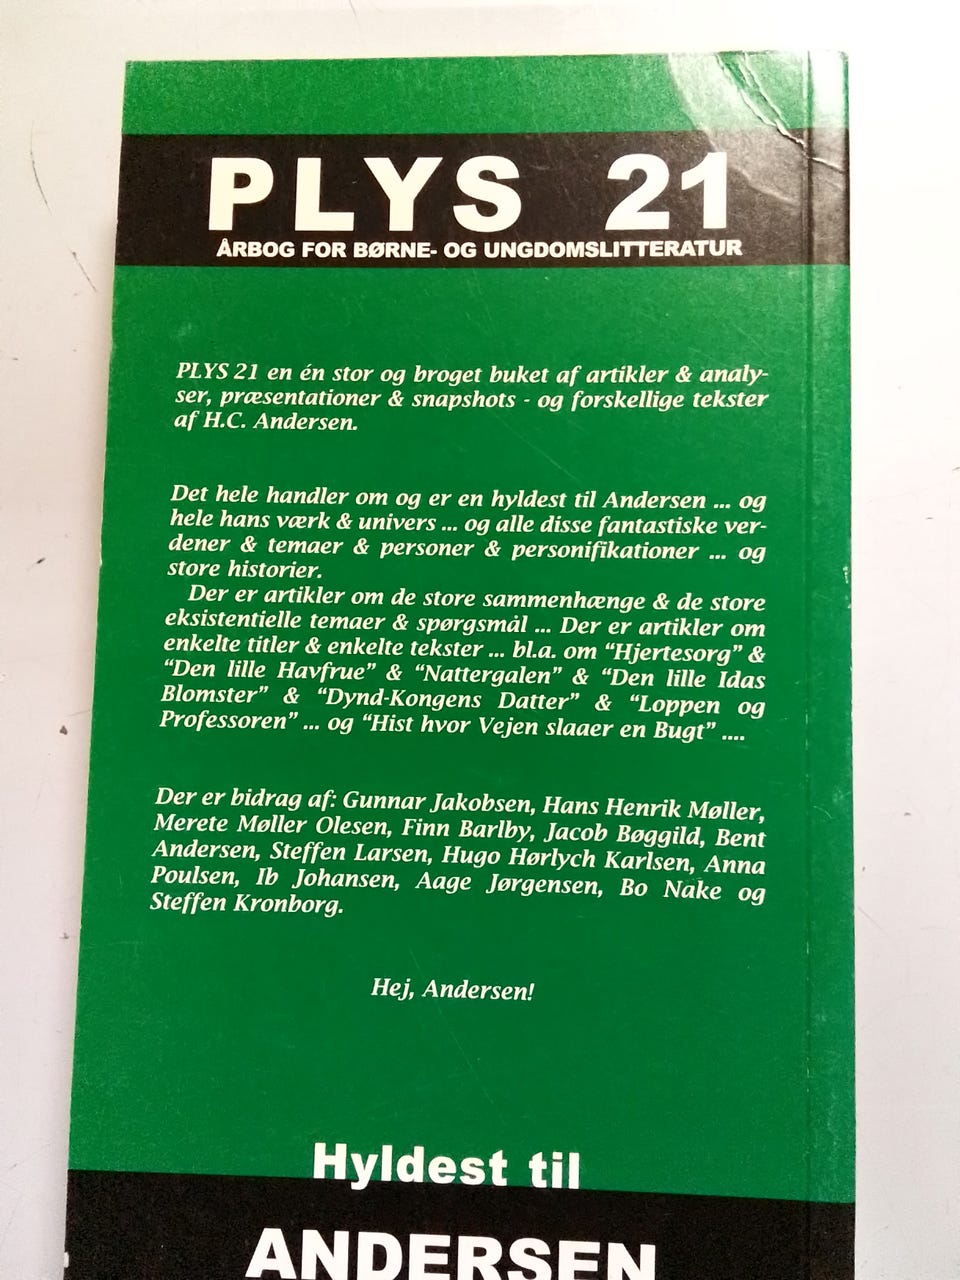 PLYS 21
ÅRBOG FOR BØRNE- OG UNGDOMSLITTERATUR
PLYS 21 en én stor og broget buket af artikler & analy-
ser, præsentationer & snapshots - og forskellige tekster
af H.C. Andersen.
Det hele handler om og er en hyldest til Andersen ... og
hele hans værk & univers ... og alle disse fantastiske ver-
dener & temaer & personer & personifikationer ... og
store historier.
Der er artikler om de store sammenhænge & de store
eksistentielle temaer & spørgsmål ... Der er artikler om
enkelte titler & enkelte tekster ... bl.a. om “Hjertesorg” &
“Den lille Havfrue” & “Nattergalen” & “Den lille Idas
Blomster” & “Dynd-Kongens Datter” & “Loppen og
Professoren” ... og “Hist hvor Vejen slaaer en Bugt” ....
Der er bidrag af: Gunnar Jakobsen, Hans Henrik Møller,
Merete Møller Olesen, Finn Barlby, Jacob Bøggild, Bent
Andersen, Steffen Larsen, Hugo Hørlych Karlsen, Anna
Poulsen, Ib Johansen, Aage Jørgensen, Bo Nake og
Steffen Kronborg.
Hej, Andersen!
Hyldest til
ANDERSEN